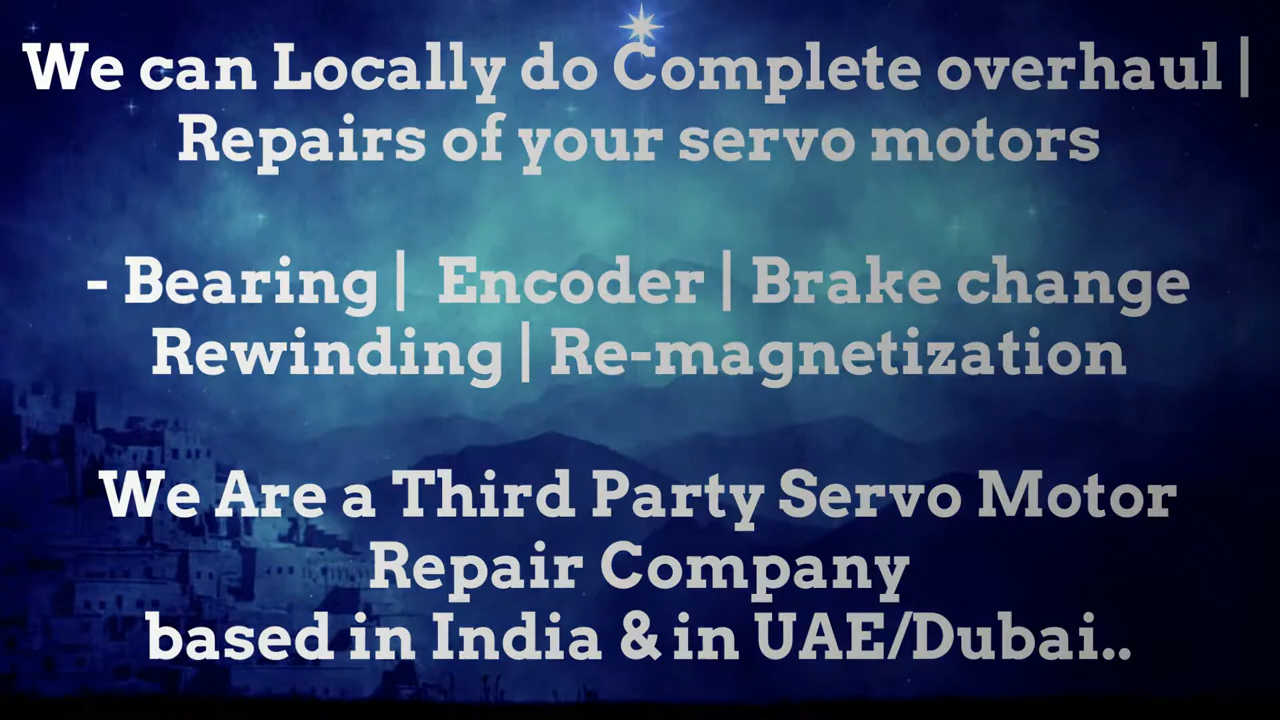 We can Locally do Complete overhaul |
Repairs of your servo motors
- Bearing | Encoder | Brake change
Rewinding | Re-magnetization
We Are a Third Party Servo Motor
Repair Company
based in India & in UAE/Dubai..